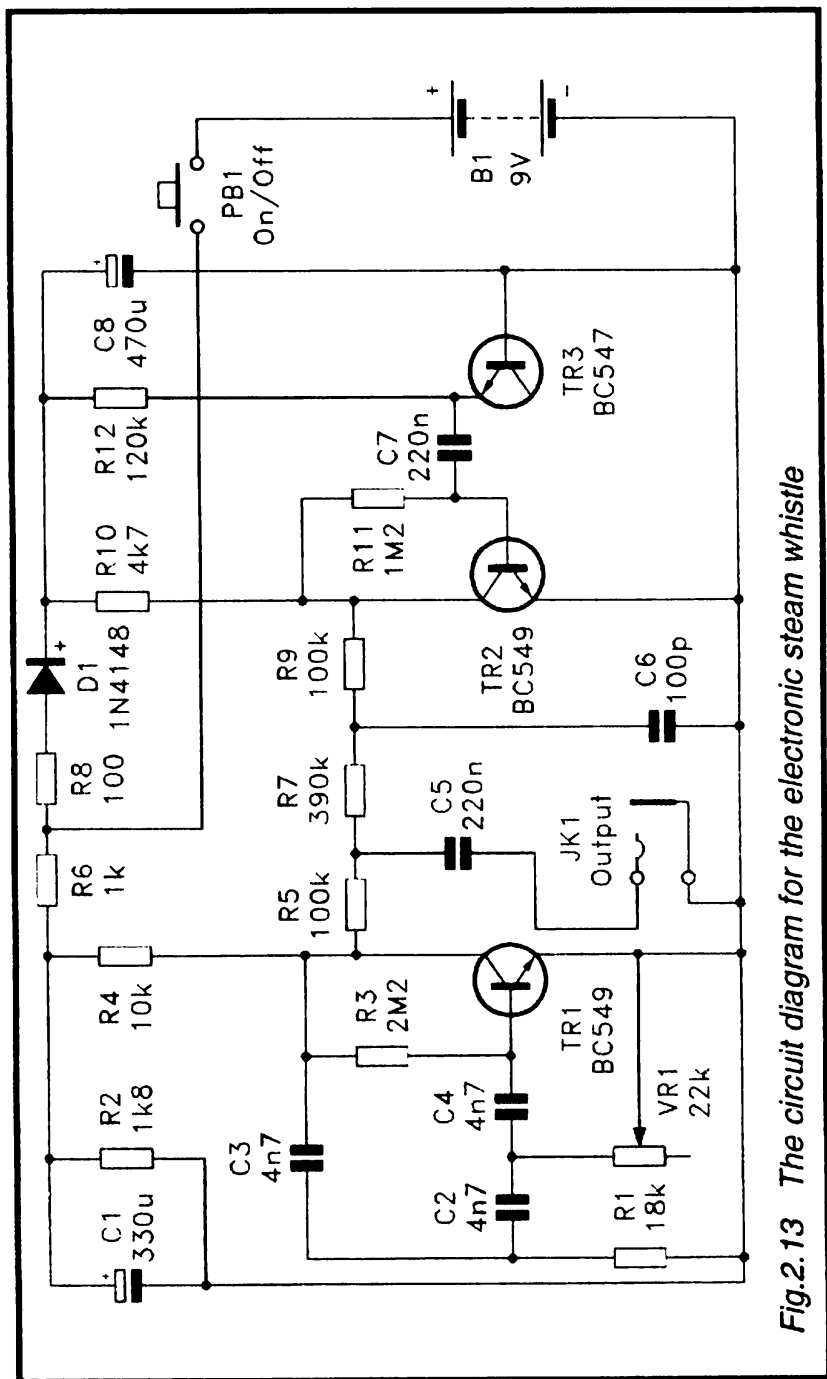 C1
330u
R2
1k8
R4
10k
R6
1k
R8
100
D1
1N4148
+
R10
4k7
R12
120k
C8
470u
+
+
PB1
On/Off
C3
4n7
R3
2M2
R5
100k
R7
390k
R9
100k
R11
1M2
C7
220n
B1
9V
+
-
C2
4n7
C4
4n7
TR1
BC549
C5
220n
TR2
BC549
TR3
BC547
R1
18k
VR1
22k
JK1
Output
C6
100p
Fig.2.13 The circuit diagram for the electronic steam whistle